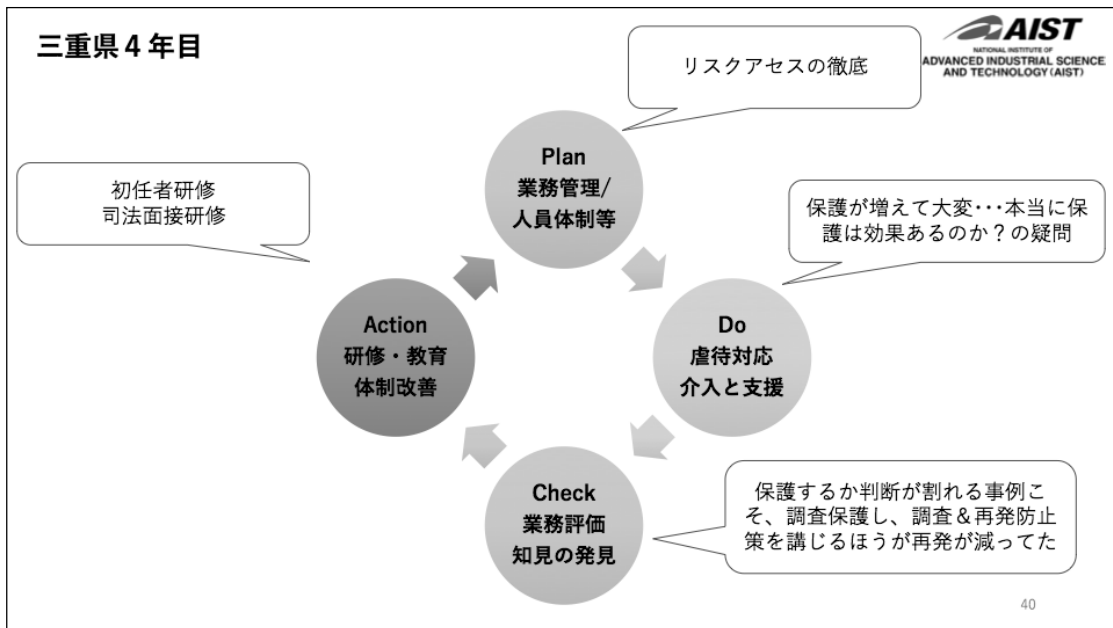 三重県４年目
AIST
NATIONAL INSTITUTE OF
ADVANCED INDUSTRIAL SCIENCE
AND TECHNOLOGY (AIST)
リスクアセスの徹底
Plan
業務管理/
人員体制等
初任者研修
司法面接研修
保護が増えて大変･･･本当に保
護は効果あるのか？の疑問
Action
研修・教育
体制改善
Do
虐待対応
介入と支援
Check
業務評価
知見の発見
保護するか判断が割れる事例こ
そ、調査保護し、調査＆再発防止
策を講じるほうが再発が減ってた
40